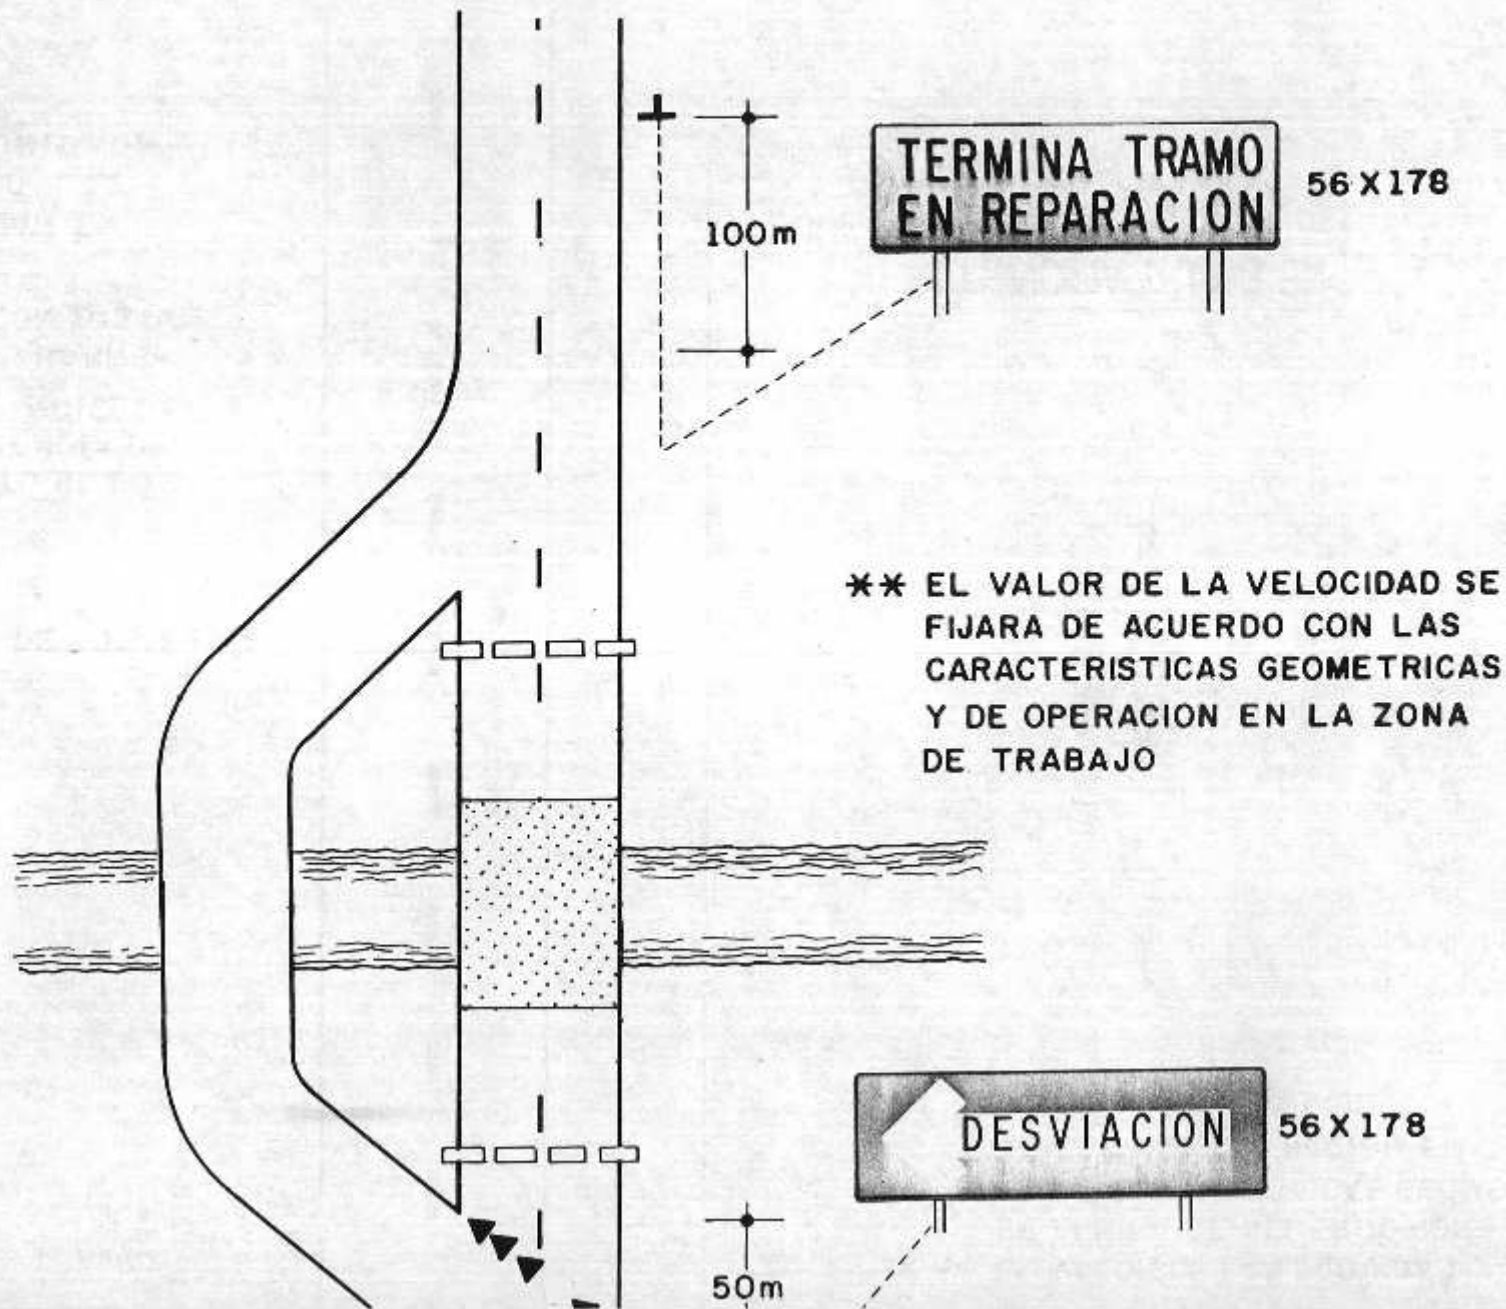 TERMINA TRAMO
EN REPARACION
56 X 178
100m
** EL VALOR DE LA VELOCIDAD SE
FIJARA DE ACUERDO CON LAS
CARACTERISTICAS GEOMETRICAS
Y DE OPERACION EN LA ZONA
DE TRABAJO
DESVIACION
56 X 178
50m